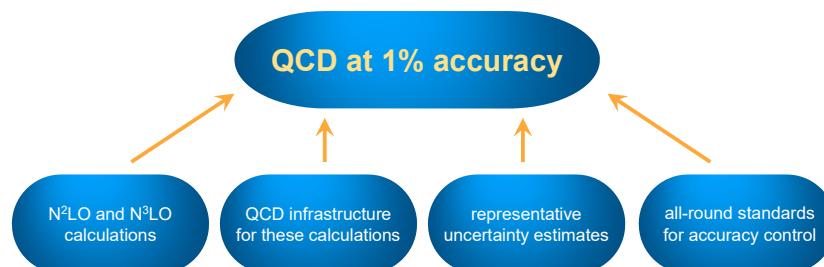 QCD at 1% accuracy
N²LO and N³LO
calculations
QCD infrastructure
for these calculations
representative
uncertainty estimates
all-round standards
for accuracy control